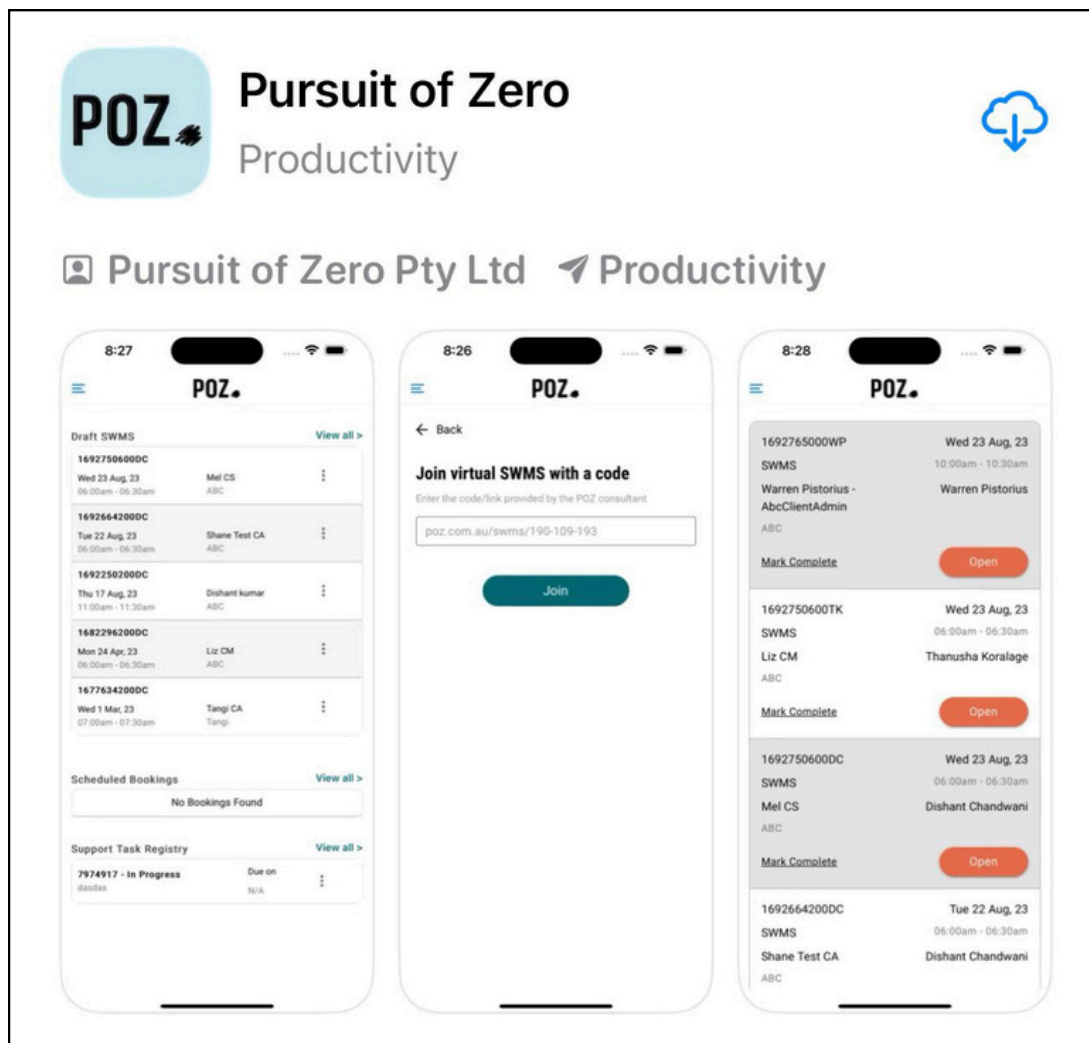 POZ.
Pursuit of Zero
Productivity
Pursuit of Zero Pty Ltd Productivity
8:27
POZ.
Draft SWMS View all >
1692750600DC
Wed 23 Aug, 23 Mel CS
06:00am - 06:30am ABC
1692664200DC
Tue 22 Aug, 23 Shane Test CA
06:00am - 06:30am ABC
1692250200DC
Thu 17 Aug, 23 Dishant kumar
11:00am - 11:30am ABC
1682296200DC
Mon 24 Apr, 23 Liz CM
06:00am - 06:30am ABC
1677634200DC
Wed 1 Mar, 23 Tangi CA
07:00am - 07:30am Tangi
Scheduled Bookings View all >
No Bookings Found
Support Task Registry View all >
7974917 - In Progress Due on
dasdas N/A
8:26
POZ.
← Back
Join virtual SWMS with a code
Enter the code/link provided by the POZ consultant
poz.com.au/swms/190-109-193
Join
8:28
POZ.
1692765000WP Wed 23 Aug, 23
SWMS 10:00am - 10:30am
Warren Pistorius - Warren Pistorius
AbcClientAdmin
ABC
Mark Complete Open
1692750600TK Wed 23 Aug, 23
SWMS 06:00am - 06:30am
Liz CM Thanusha Koralage
ABC
Mark Complete Open
1692750600DC Wed 23 Aug, 23
SWMS 06:00am - 06:30am
Mel CS Dishant Chandwani
ABC
Mark Complete Open
1692664200DC Tue 22 Aug, 23
SWMS 06:00am - 06:30am
Shane Test CA Dishant Chandwani
ABC